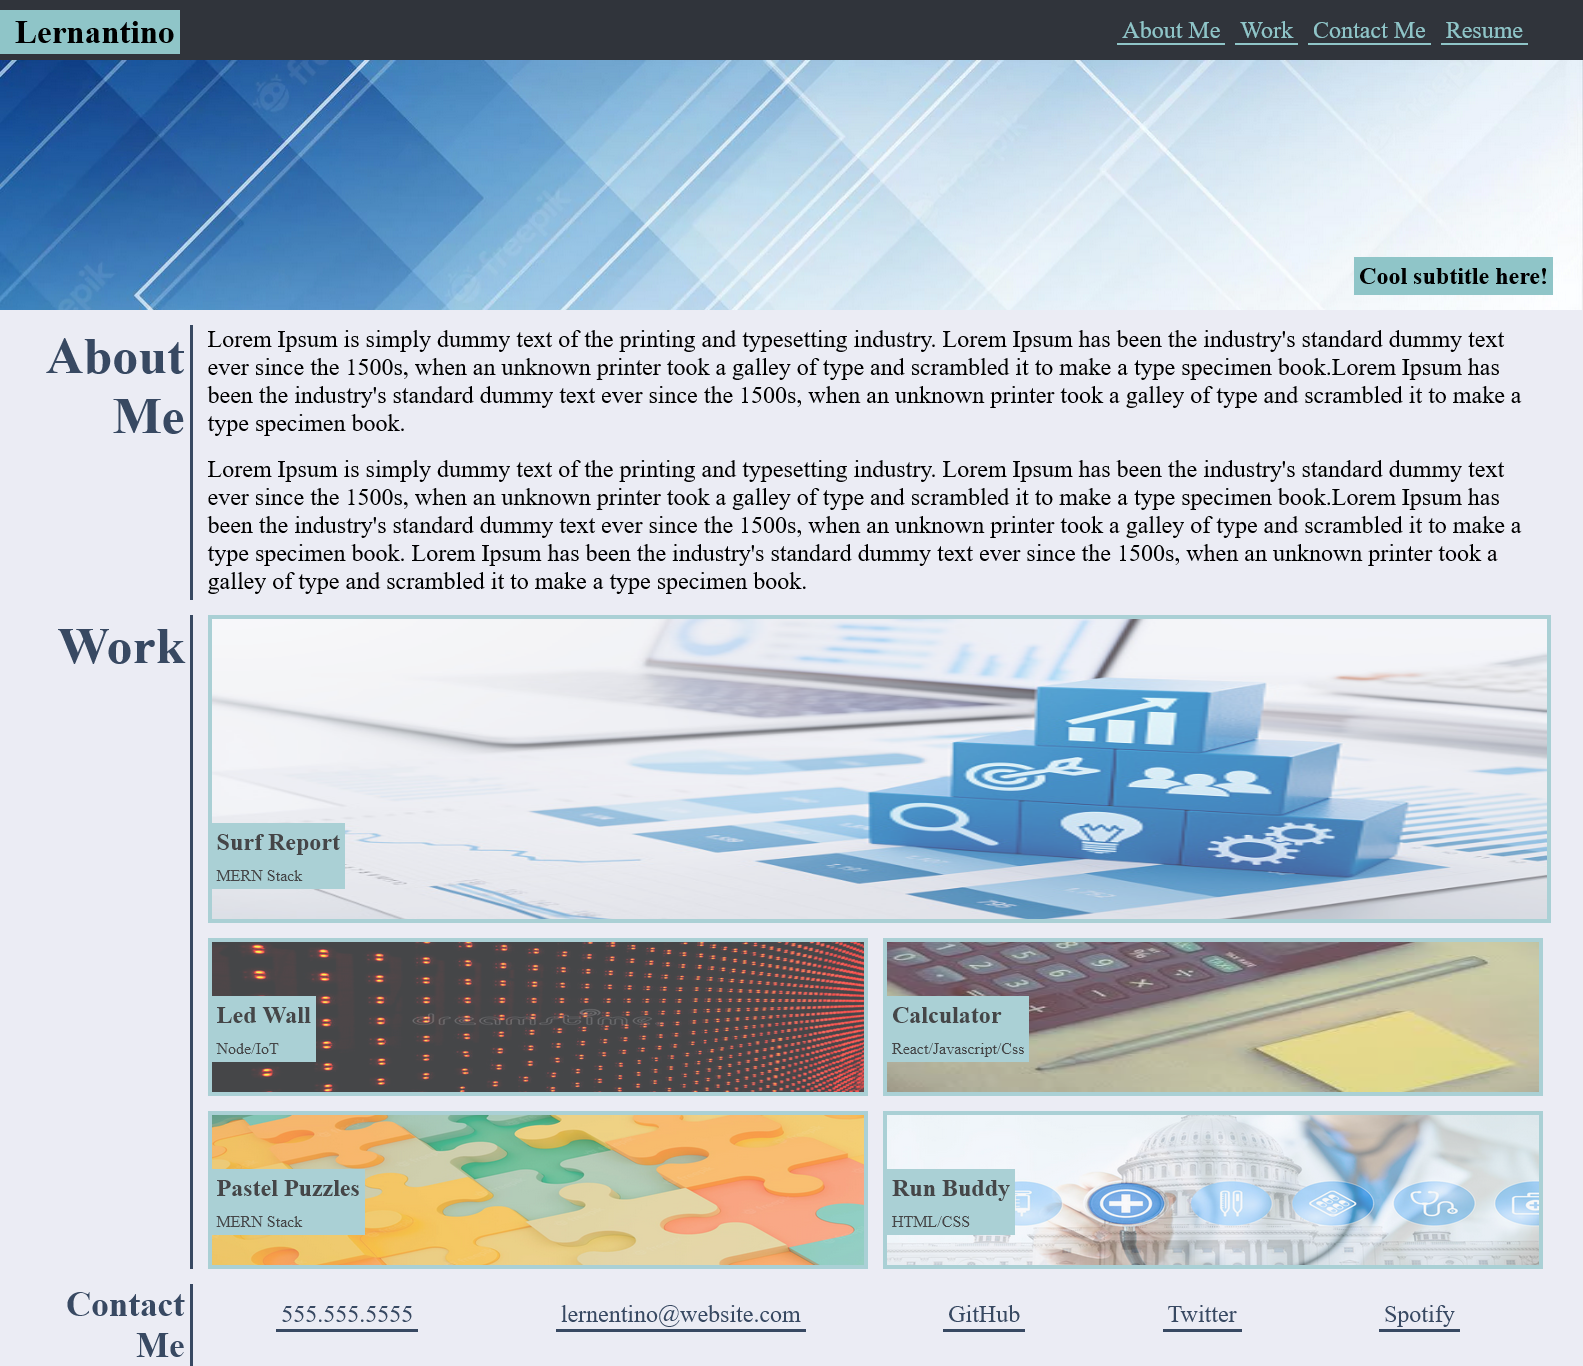 Lernantino
About Me Work Contact Me Resume
freepik
freepik
Cool subtitle here!
About
Me
Lorem Ipsum is simply dummy text of the printing and typesetting industry. Lorem Ipsum has been the industry's standard dummy text
ever since the 1500s, when an unknown printer took a galley of type and scrambled it to make a type specimen book.Lorem Ipsum has
been the industry's standard dummy text ever since the 1500s, when an unknown printer took a galley of type and scrambled it to make a
type specimen book.
Lorem Ipsum is simply dummy text of the printing and typesetting industry. Lorem Ipsum has been the industry's standard dummy text
ever since the 1500s, when an unknown printer took a galley of type and scrambled it to make a type specimen book.Lorem Ipsum has
been the industry's standard dummy text ever since the 1500s, when an unknown printer took a galley of type and scrambled it to make a
type specimen book. Lorem Ipsum has been the industry's standard dummy text ever since the 1500s, when an unknown printer took a
galley of type and scrambled it to make a type specimen book.
Work
Surf Report
MERN Stack
Led Wall
Node/IoT
dreamstime
Calculator
React/Javascript/Css
Pastel Puzzles
MERN Stack
Run Buddy
HTML/CSS
Contact
Me
555.555.5555
lernentino@website.com
GitHub
Twitter
Spotify